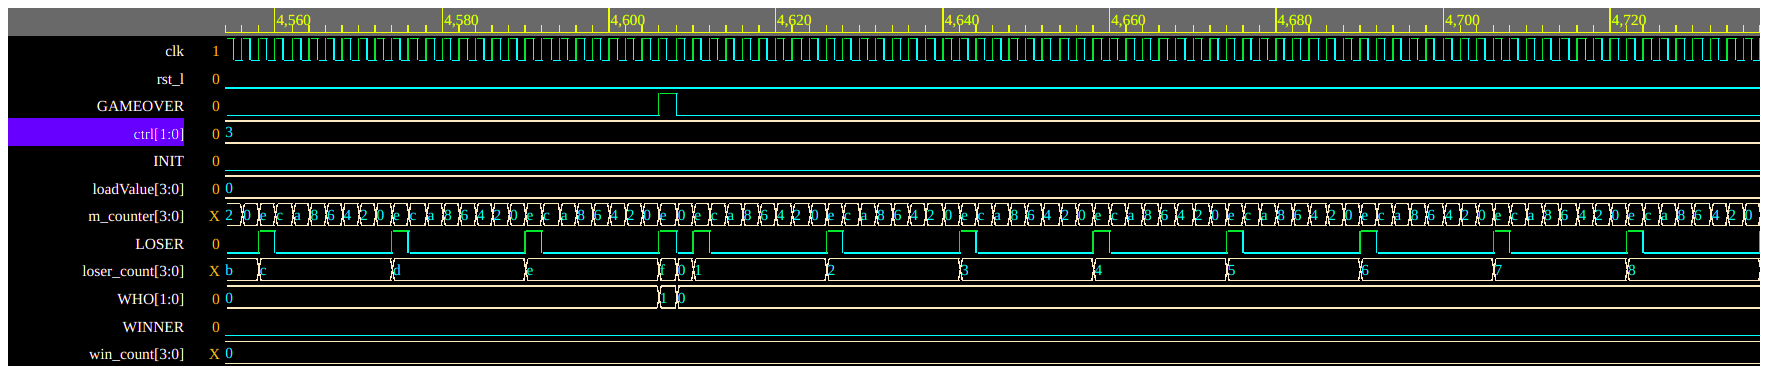 4,560 4,580 4,600 4,620 4,640 4,660 4,680 4,700 4,720
clk 1
rst_l 0
GAMEOVER 0
ctrl[1:0] 0 3
INIT 0
loadValue[3:0] 0 0
m_counter[3:0] X 2 0 e c a 8 6 4 2 0 e c a 8 6 4 2 0 e c a 8 6 4 2 0 e 0 e c a 8 6 4 2 0 e c a 8 6 4 2 0 e c a 8 6 4 2 0 e c a 8 6 4 2 0 e c a 8 6 4 2 0 e c a 8 6 4 2 0 e c a 8 6 4 2 0 e c a 8 6 4 2 0
LOSER 0
loser_count[3:0] X b c d e f 0 1 2 3 4 5 6 7 8
WHO[1:0] 0 0 1 0
WINNER 0
win_count[3:0] X 0